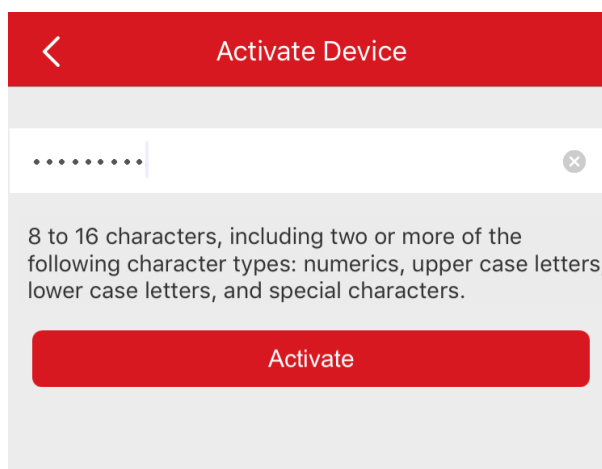 Activate Device
•••••••••
8 to 16 characters, including two or more of the
following character types: numerics, upper case letters
lower case letters, and special characters.
Activate